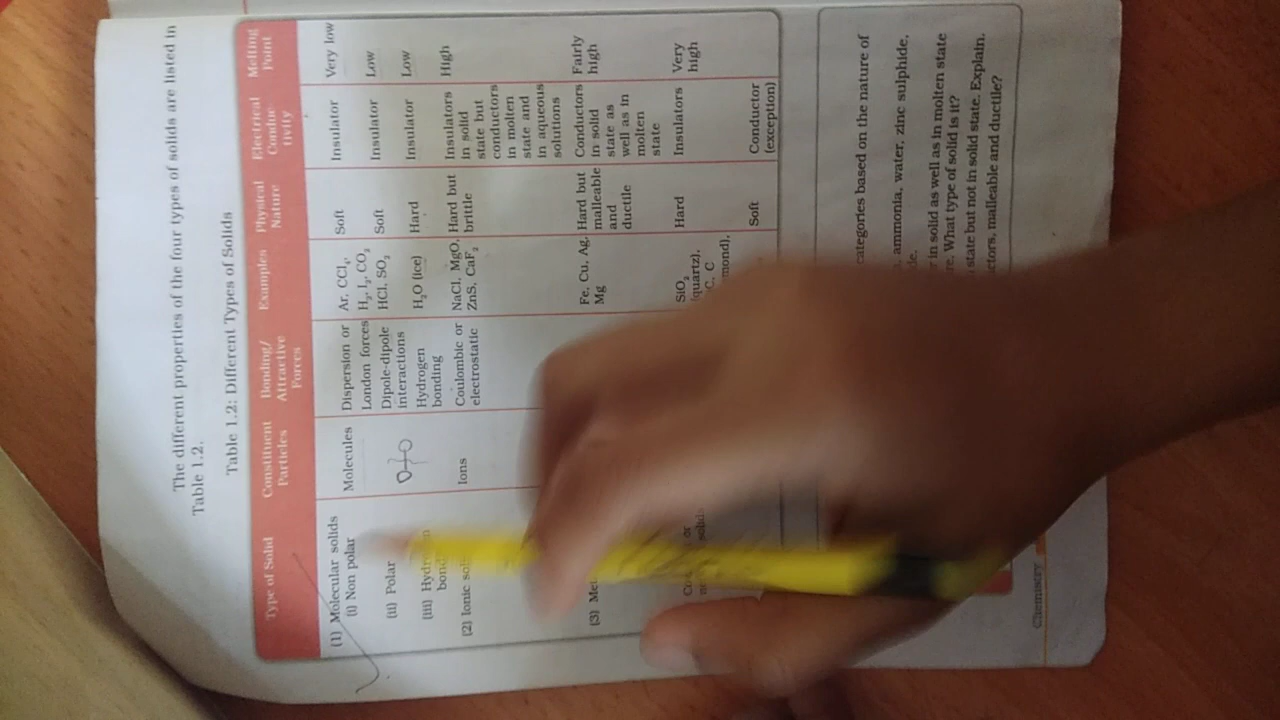 The different properties of the four types of solids are listed in
Table 1.2.
Table 1.2: Different Types of Solids
Type of Solid Constituent Particles Bonding/ Attractive Forces Examples Physical Nature Electrical Conduc- tivity Melting Point
(1) Molecular solids
(i) Non polar Molecules Dispersion or London forces Ar, CCl₄, H₂, I₂, CO₂ Soft Insulator Very low
(ii) Polar Dipole-dipole interactions HCl, SO₂ Soft Insulator Low
(iii) Hydrogen Hydrogen bonding H₂O (ice) Hard Insulator Low
(2) Ionic Ions Coulombic or electrostatic NaCl, MgO, ZnS, CaF₂ Hard but brittle Insulators in solid state but conductors in molten state and in aqueous solutions High
(3) Fe, Cu, Ag, Mg Hard but malleable and ductile Conductors in solid state as well as in molten state Fairly high
or SiO₂ (quartz), C Hard Insulators Very high
Soft Conductor (exception)
categories based on the nature of
ammonia, water, zinc sulphide,
in solid as well as in molten state
What type of solid is it?
state but not in solid state. Explain.
malleable and ductile?
Chemistry